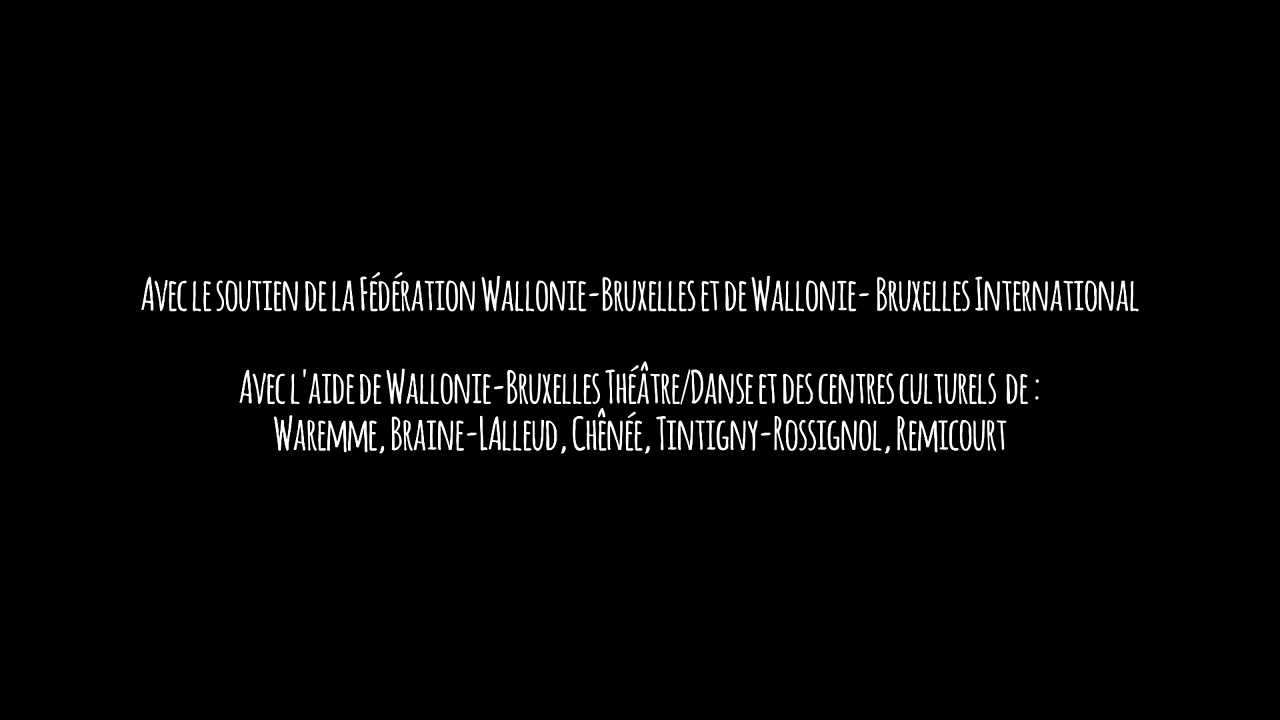 Avec le soutien de la Fédération Wallonie-Bruxelles et de Wallonie- Bruxelles International
Avec l'aide de Wallonie-Bruxelles Théâtre/Danse et des centres culturels de :
Waremme, Braine-LAlleud, Chênée, Tintigny-Rossignol, Remicourt